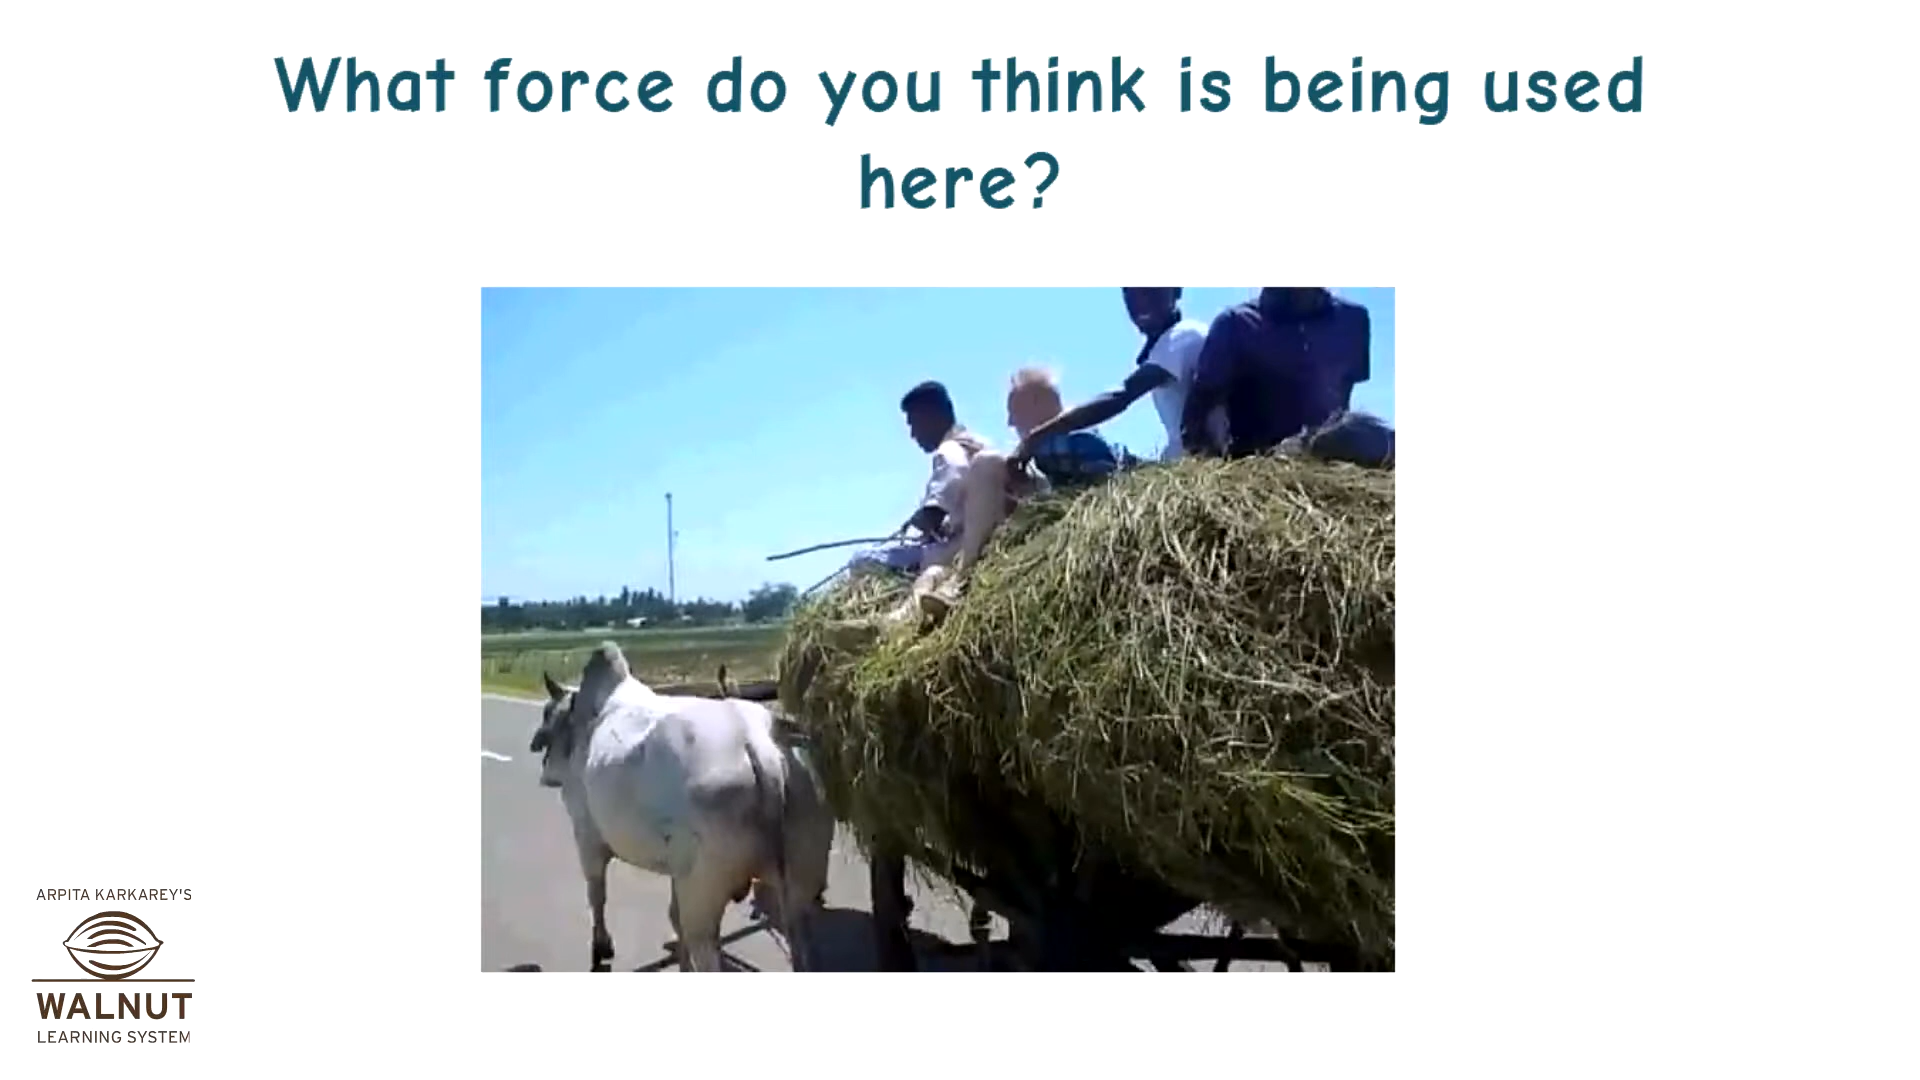 What force do you think is being used
here?
ARPITA KARKAREY'S
WALNUT
LEARNING SYSTEM